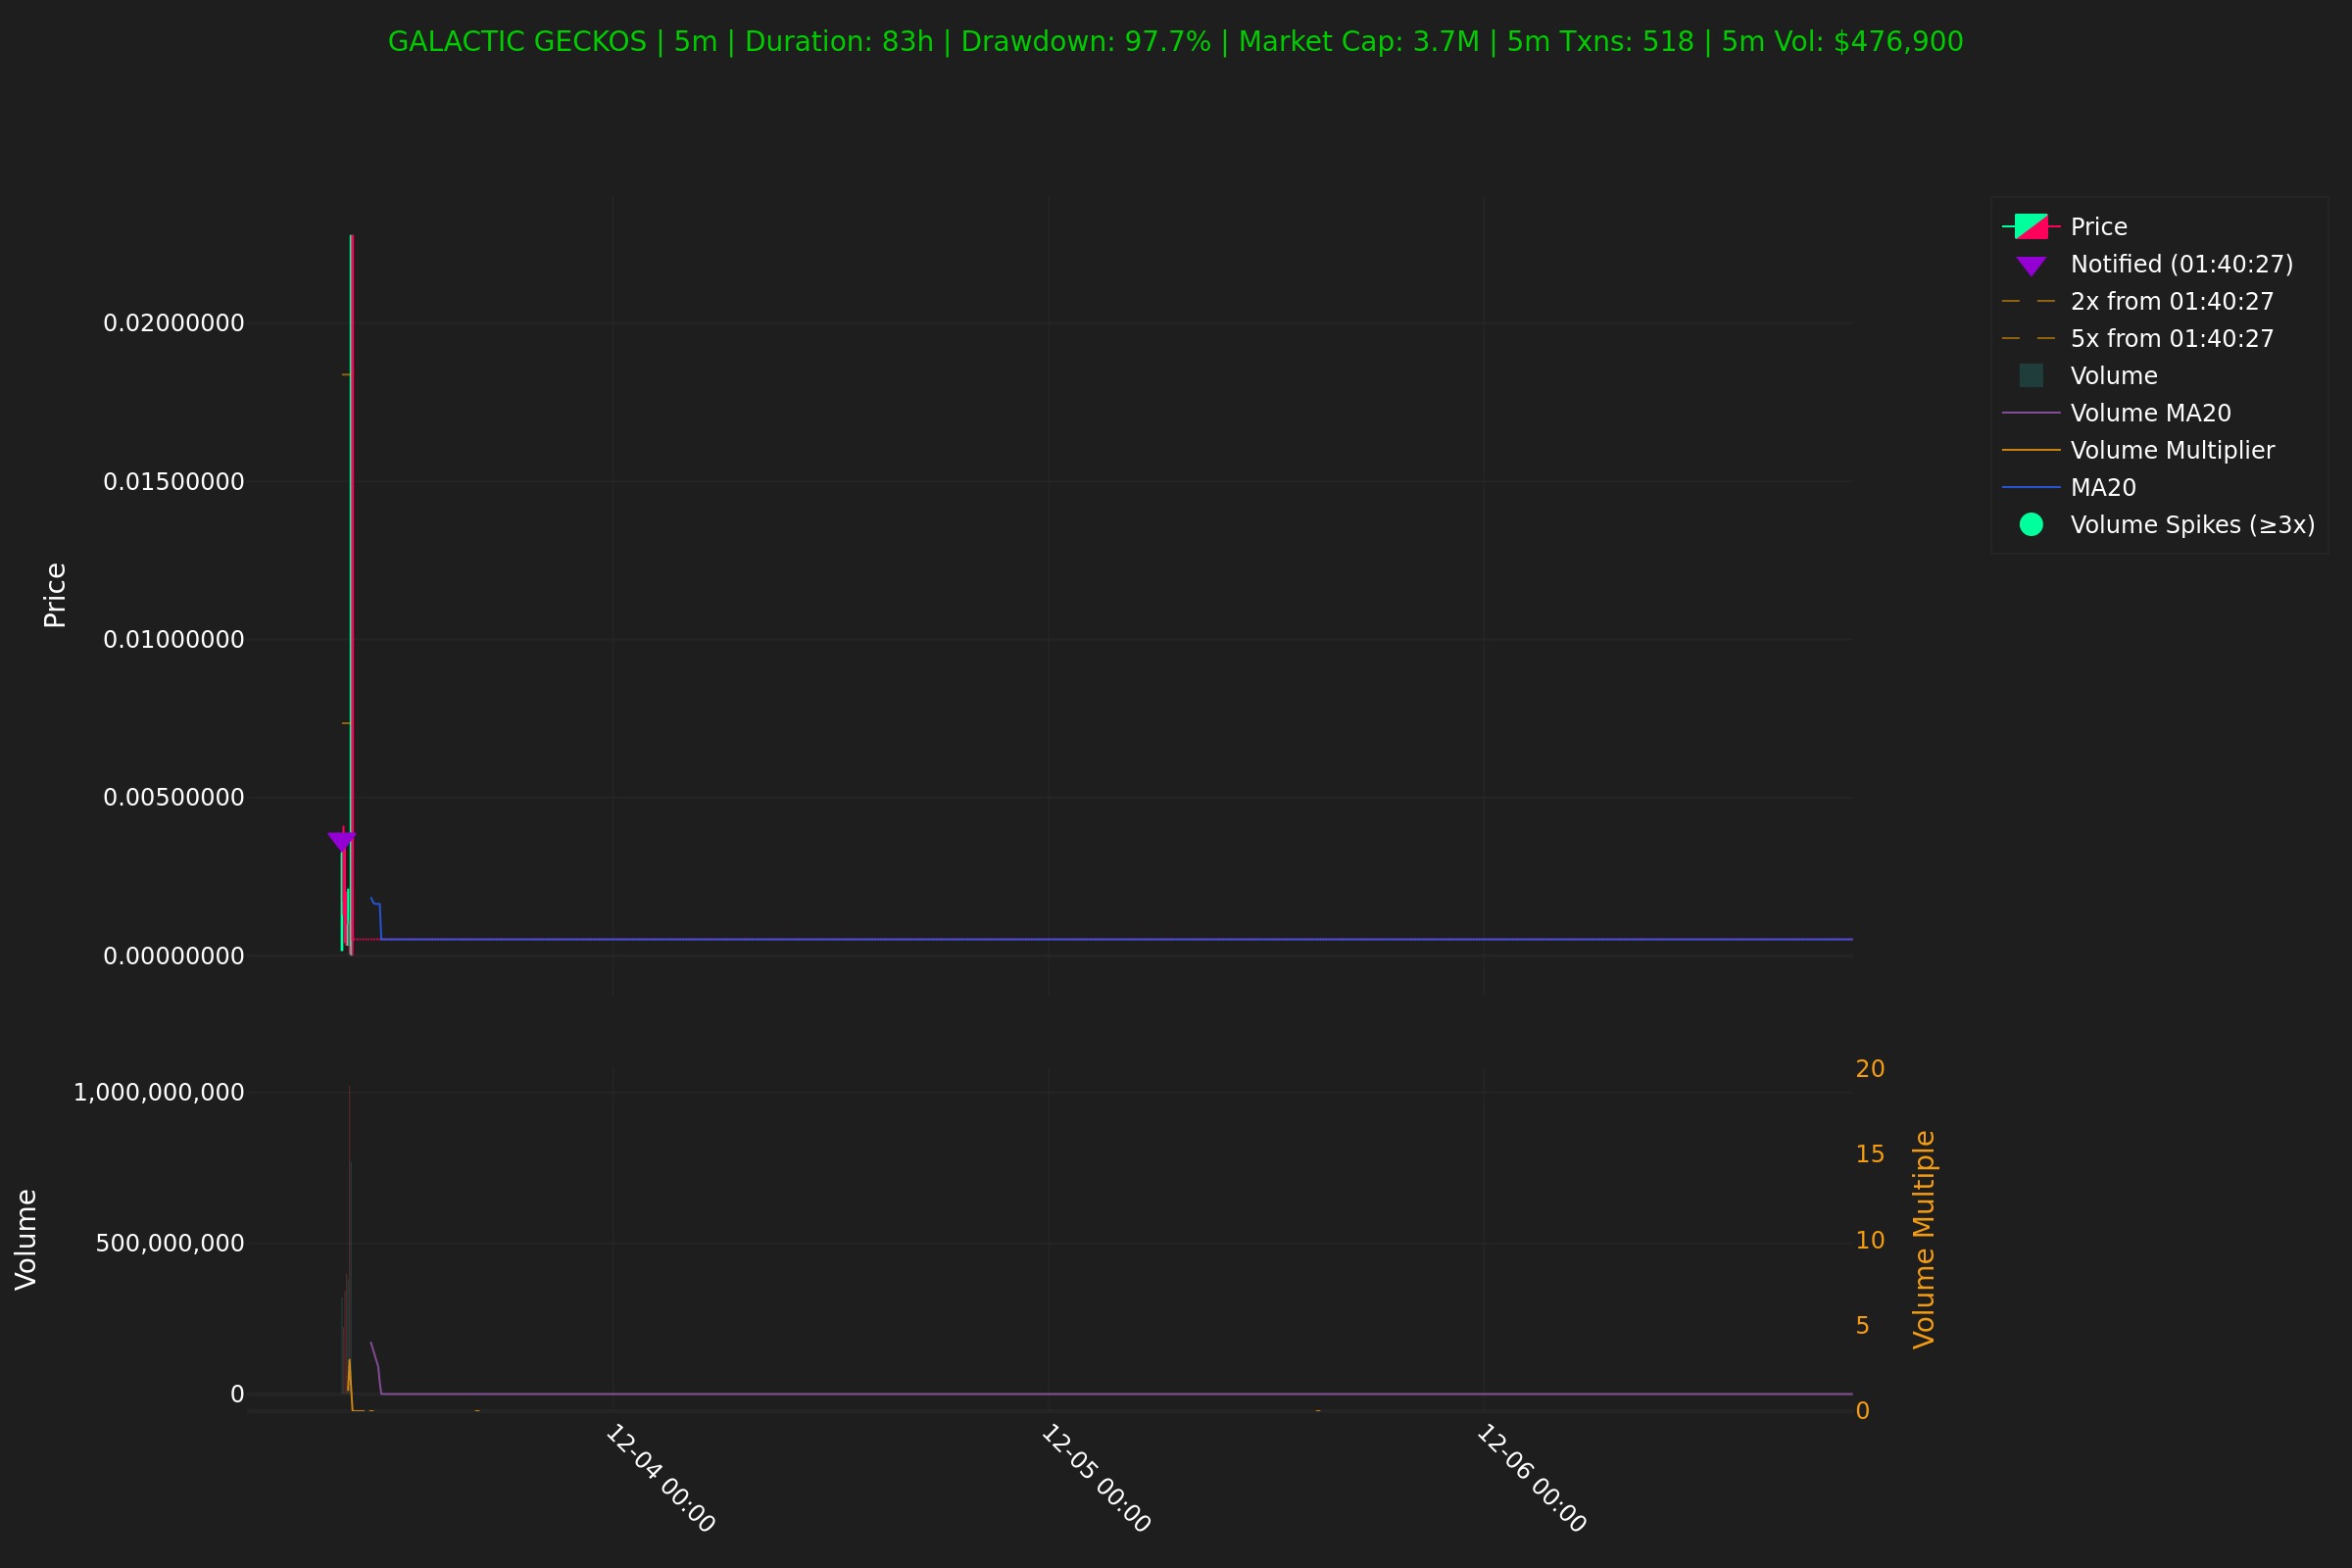 GALACTIC GECKOS | 5m | Duration: 83h | Drawdown: 97.7% | Market Cap: 3.7M | 5m Txns: 518 | 5m Vol: $476,900
Price
0.02000000
0.01500000
0.01000000
0.00500000
0.00000000
Price
Notified (01:40:27)
2x from 01:40:27
5x from 01:40:27
Volume
Volume MA20
Volume Multiplier
MA20
Volume Spikes (≥3x)
Volume
1,000,000,000
500,000,000
0
20
15
10
5
0
Volume Multiple
12-04 00:00
12-05 00:00
12-06 00:00